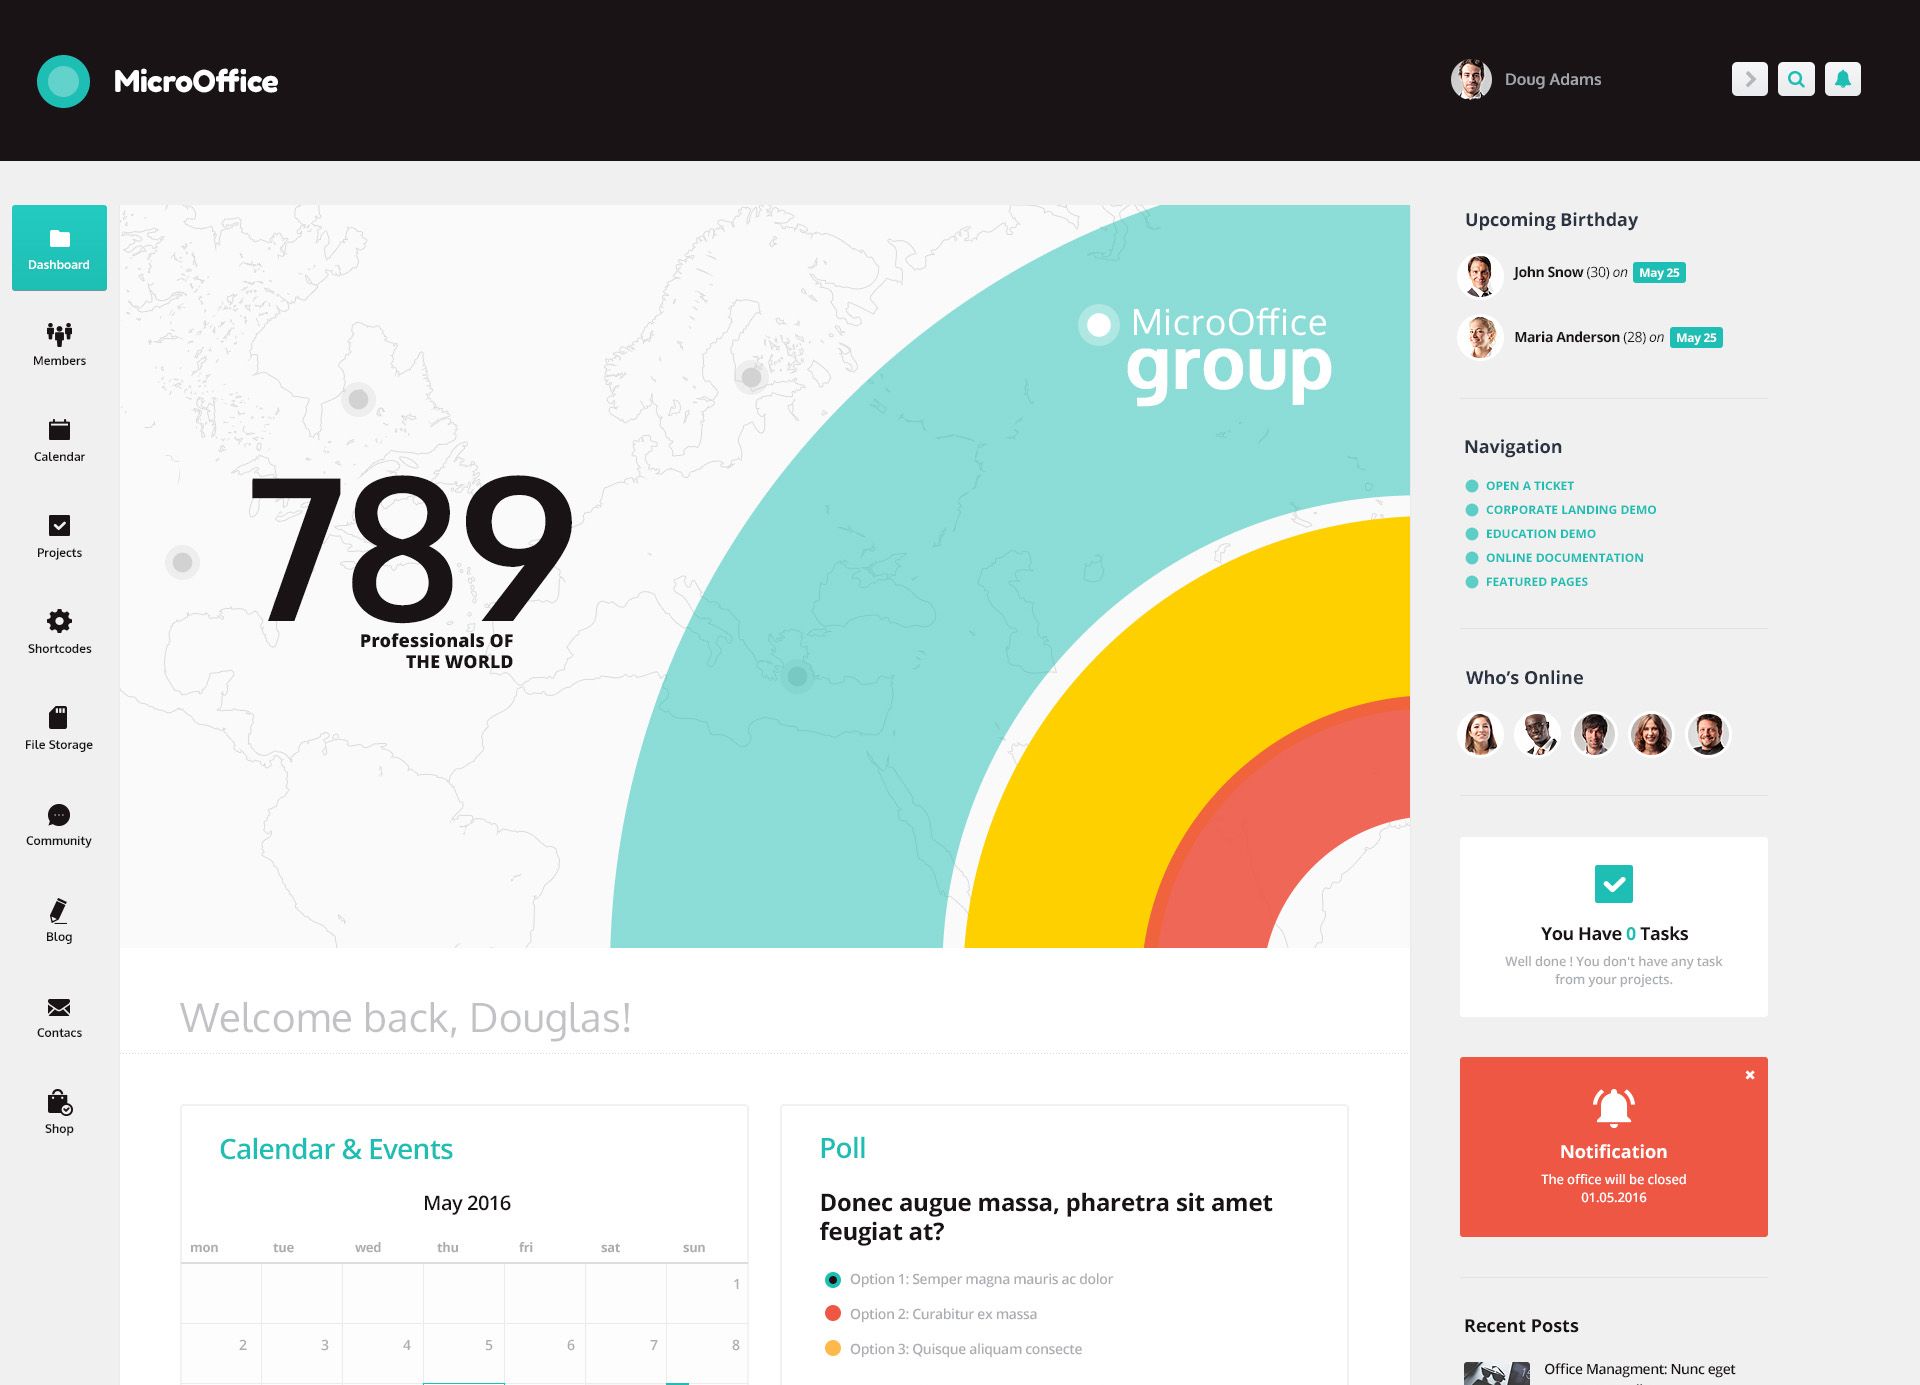 MicroOffice
Doug Adams
Dashboard
Members
Calendar
Projects
Shortcodes
File Storage
Community
Blog
Contacs
Shop
MicroOffice
group
789
Professionals OF
THE WORLD
Welcome back, Douglas!
Calendar & Events
May 2016
mon tue wed thu fri sat sun
1
2 3 4 5 6 7 8
Poll
Donec augue massa, pharetra sit amet
feugiat at?
Option 1: Semper magna mauris ac dolor
Option 2: Curabitur ex massa
Option 3: Quisque aliquam consecte
Upcoming Birthday
John Snow (30) on May 25
Maria Anderson (28) on May 25
Navigation
OPEN A TICKET
CORPORATE LANDING DEMO
EDUCATION DEMO
ONLINE DOCUMENTATION
FEATURED PAGES
Who's Online
You Have 0 Tasks
Well done ! You don't have any task
from your projects.
Notification
The office will be closed
01.05.2016
Recent Posts
Office Managment: Nunc eget